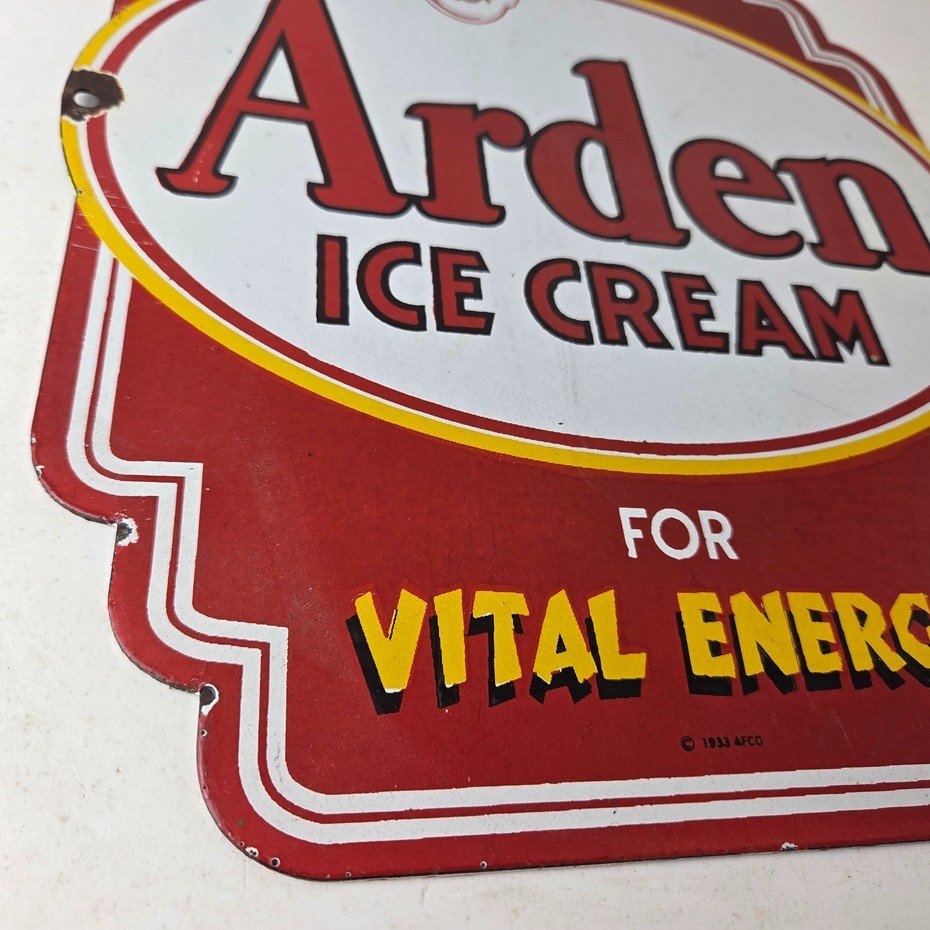 Arden
ICE CREAM
FOR
VITAL ENERG
© 1933 AFCO